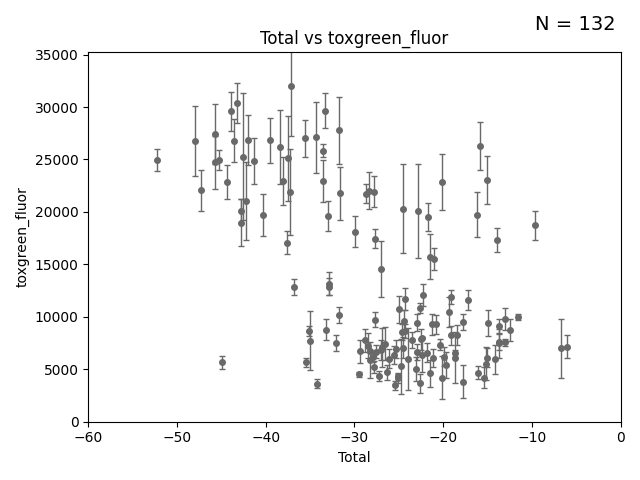 N = 132
Total vs toxgreen_fluor
35000
30000
25000
20000
15000
10000
5000
0
toxgreen_fluor
−60 −50 −40 −30 −20 −10 0
Total